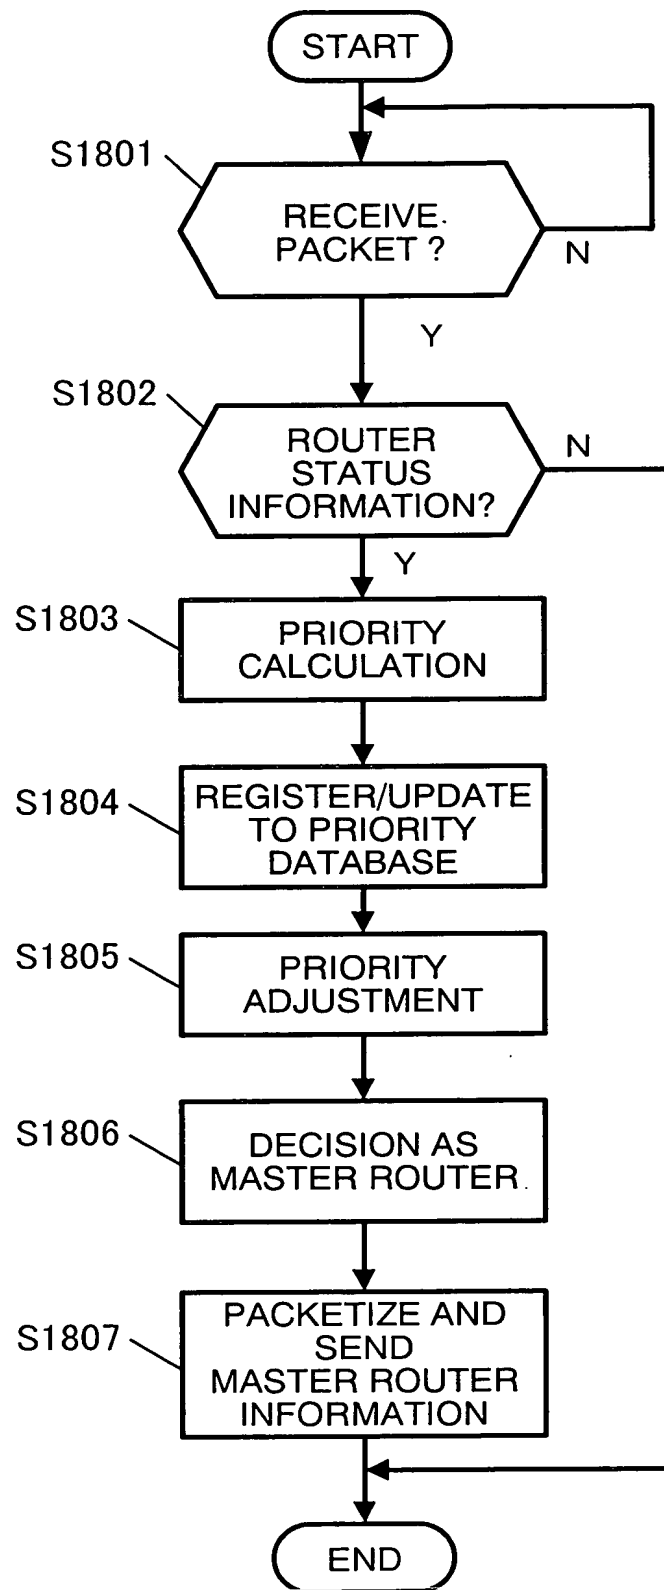 START
S1801
RECEIVE
PACKET ?
N
Y
S1802
ROUTER
STATUS
INFORMATION?
N
Y
S1803
PRIORITY
CALCULATION
S1804
REGISTER/UPDATE
TO PRIORITY
DATABASE
S1805
PRIORITY
ADJUSTMENT
S1806
DECISION AS
MASTER ROUTER
S1807
PACKETIZE AND
SEND
MASTER ROUTER
INFORMATION
END